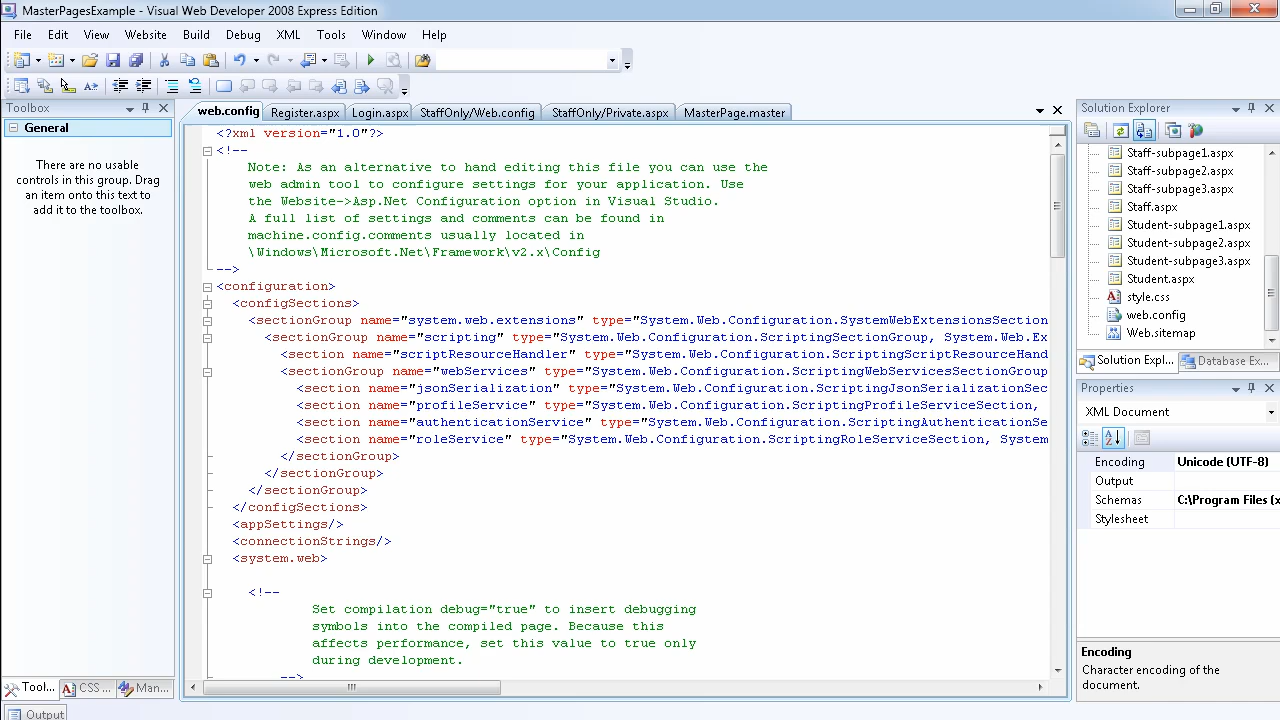 MasterPagesExample - Visual Web Developer 2008 Express Edition
File Edit View Website Build Debug XML Tools Window Help
Toolbox
General
There are no usable
controls in this group. Drag
an item onto this text to
add it to the toolbox.
Tool... CSS ... Man...
Output
web.config Register.aspx Login.aspx StaffOnly/Web.config StaffOnly/Private.aspx MasterPage.master
<?xml version="1.0"?>
<!--
Note: As an alternative to hand editing this file you can use the
web admin tool to configure settings for your application. Use
the Website->Asp.Net Configuration option in Visual Studio.
A full list of settings and comments can be found in
machine.config.comments usually located in
\Windows\Microsoft.Net\Framework\v2.x\Config
-->
<configuration>
<configSections>
<sectionGroup name="system.web.extensions" type="System.Web.Configuration.SystemWebExtensionsSection
<sectionGroup name="scripting" type="System.Web.Configuration.ScriptingSectionGroup, System.Web.Ex
<section name="scriptResourceHandler" type="System.Web.Configuration.ScriptingScriptResourceHand
<sectionGroup name="webServices" type="System.Web.Configuration.ScriptingWebServicesSectionGroup
<section name="jsonSerialization" type="System.Web.Configuration.ScriptingJsonSerializationSec
<section name="profileService" type="System.Web.Configuration.ScriptingProfileServiceSection,
<section name="authenticationService" type="System.Web.Configuration.ScriptingAuthenticationSe
<section name="roleService" type="System.Web.Configuration.ScriptingRoleServiceSection, System
</sectionGroup>
</sectionGroup>
</sectionGroup>
</configSections>
<appSettings/>
<connectionStrings/>
<system.web>
<!--
Set compilation debug="true" to insert debugging
symbols into the compiled page. Because this
affects performance, set this value to true only
during development.
-->
Solution Explorer
Staff-subpage1.aspx
Staff-subpage2.aspx
Staff-subpage3.aspx
Staff.aspx
Student-subpage1.aspx
Student-subpage2.aspx
Student-subpage3.aspx
Student.aspx
style.css
web.config
Web.sitemap
Solution Expl... Database Ex...
Properties
XML Document
Encoding Unicode (UTF-8)
Output
Schemas C:\Program Files (x
Stylesheet
Encoding
Character encoding of the
document.